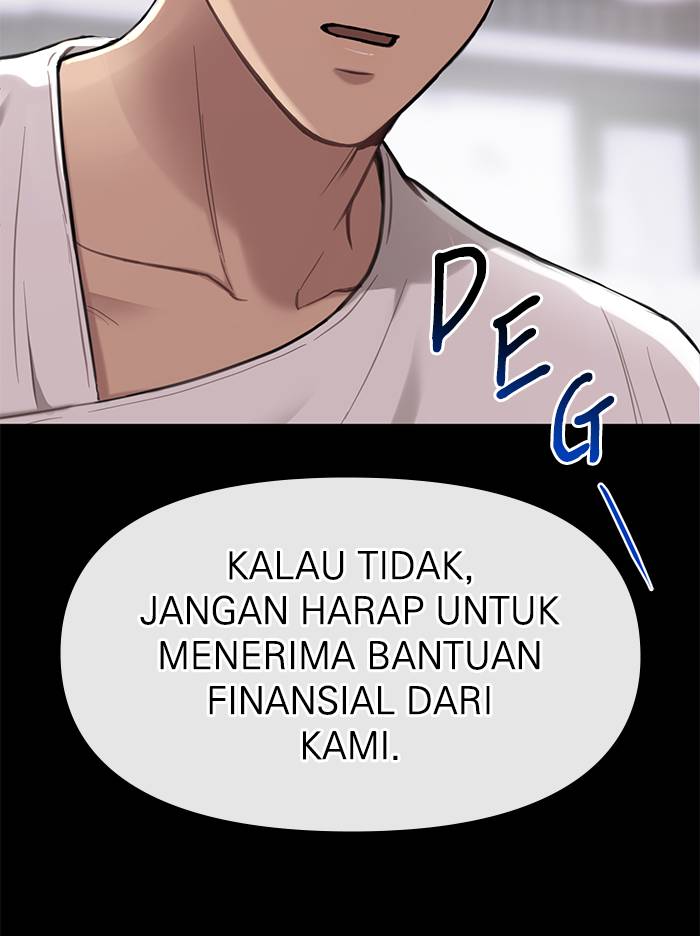 DEG
KALAU TIDAK,
JANGAN HARAP UNTUK
MENERIMA BANTUAN
FINANSIAL DARI
KAMI.